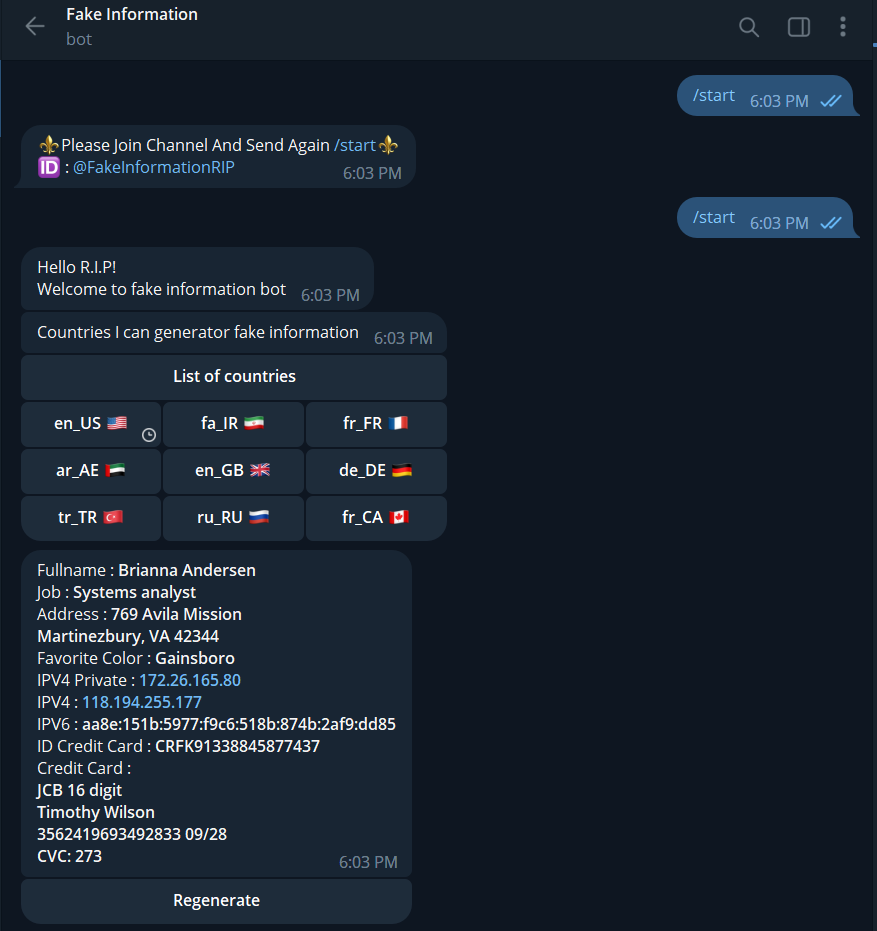 Fake Information
bot
/start 6:03 PM
⚜Please Join Channel And Send Again /start⚜
🆔 : @FakeInformationRIP 6:03 PM
/start 6:03 PM
Hello R.I.P!
Welcome to fake information bot 6:03 PM
Countries I can generator fake information 6:03 PM
List of countries
en_US 🇺🇸 fa_IR 🇮🇷 fr_FR 🇫🇷
ar_AE 🇦🇪 en_GB 🇬🇧 de_DE 🇩🇪
tr_TR 🇹🇷 ru_RU 🇷🇺 fr_CA 🇨🇦
Fullname : Brianna Andersen
Job : Systems analyst
Address : 769 Avila Mission
Martinezbury, VA 42344
Favorite Color : Gainsboro
IPV4 Private : 172.26.165.80
IPV4 : 118.194.255.177
IPV6 : aa8e:151b:5977:f9c6:518b:874b:2af9:dd85
ID Credit Card : CRFK91338845877437
Credit Card :
JCB 16 digit
Timothy Wilson
3562419693492833 09/28
CVC: 273 6:03 PM
Regenerate